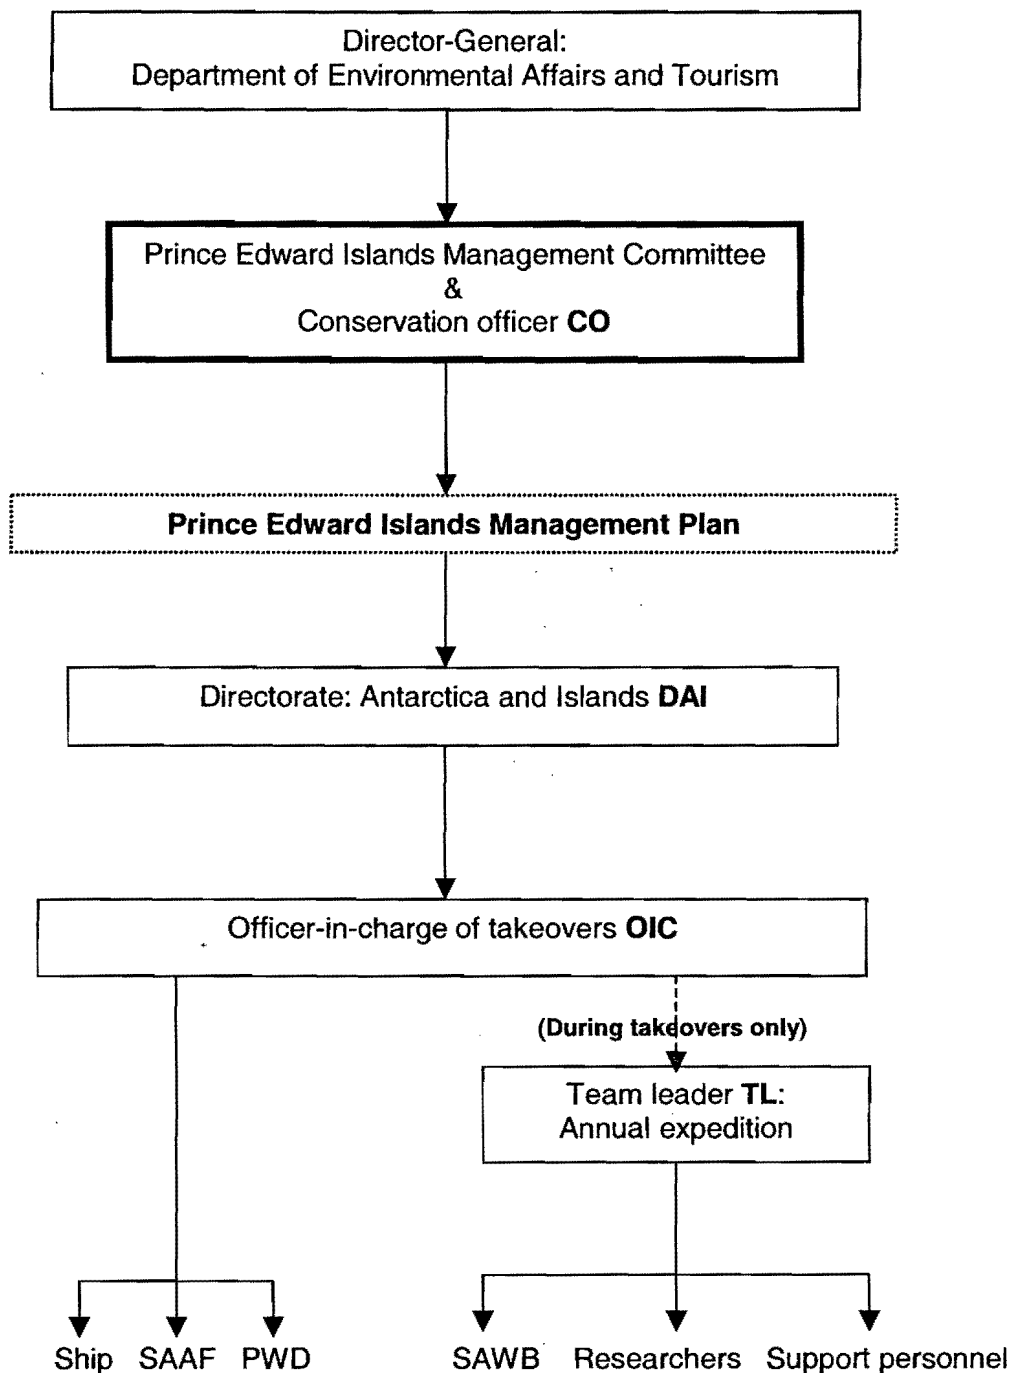 Director-General:
Department of Environmental Affairs and Tourism
Prince Edward Islands Management Committee
&
Conservation officer CO
Prince Edward Islands Management Plan
Directorate: Antarctica and Islands DAI
Officer-in-charge of takeovers OIC
(During takeovers only)
Team leader TL:
Annual expedition
Ship SAAF PWD SAWB Researchers Support personnel